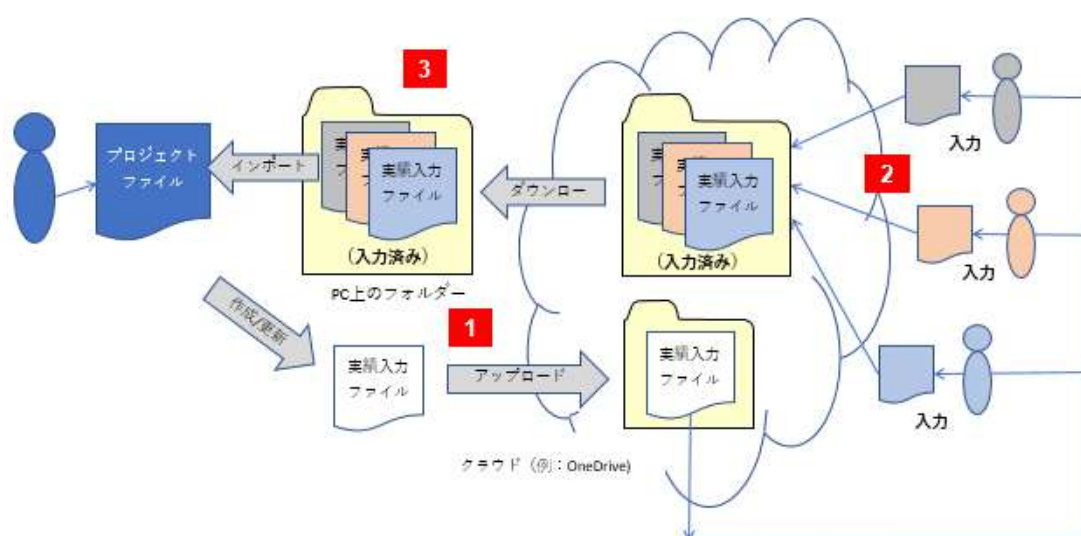 3
プロジェクト
ファイル
インポート
実績入力
ファイル
(入力済み)
PC上のフォルダー
ダウンロー
実績入力
ファイル
(入力済み)
2
入力
入力
入力
作成/更新
実績入力
ファイル
1
アップロード
実績入力
ファイル
クラウド（例：OneDrive)